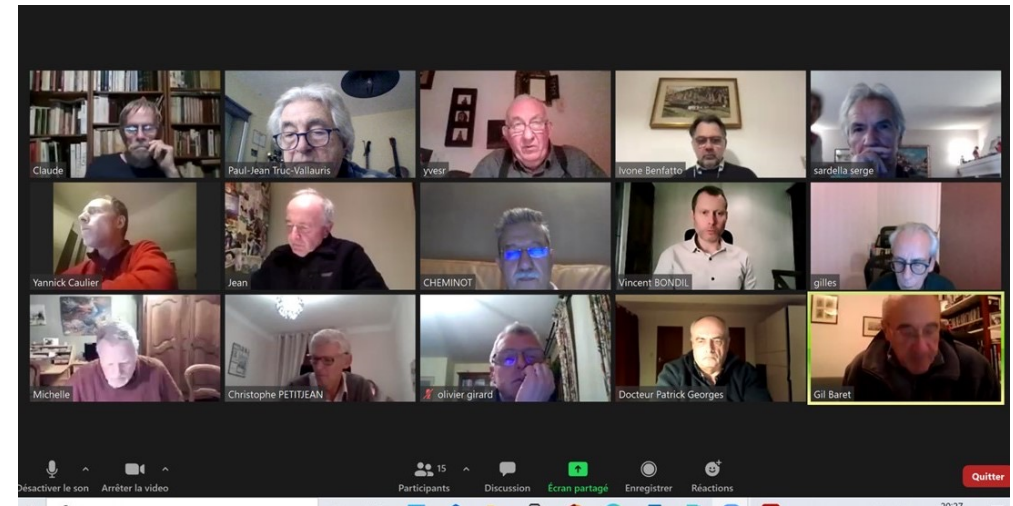 Claude
Paul-Jean Truc-Vallauris
yvesr
Ivone Benfatto
sardella serge
Yannick Caulier
Jean
CHEMINOT
Vincent BONDIL
gilles
Michelle
Christophe PETITJEAN
olivier girard
Docteur Patrick Georges
Gil Baret
15
Désactiver le son
Arrêter la video
Participants
Discussion
Écran partagé
Enregistrer
Réactions
Quitter
20:27